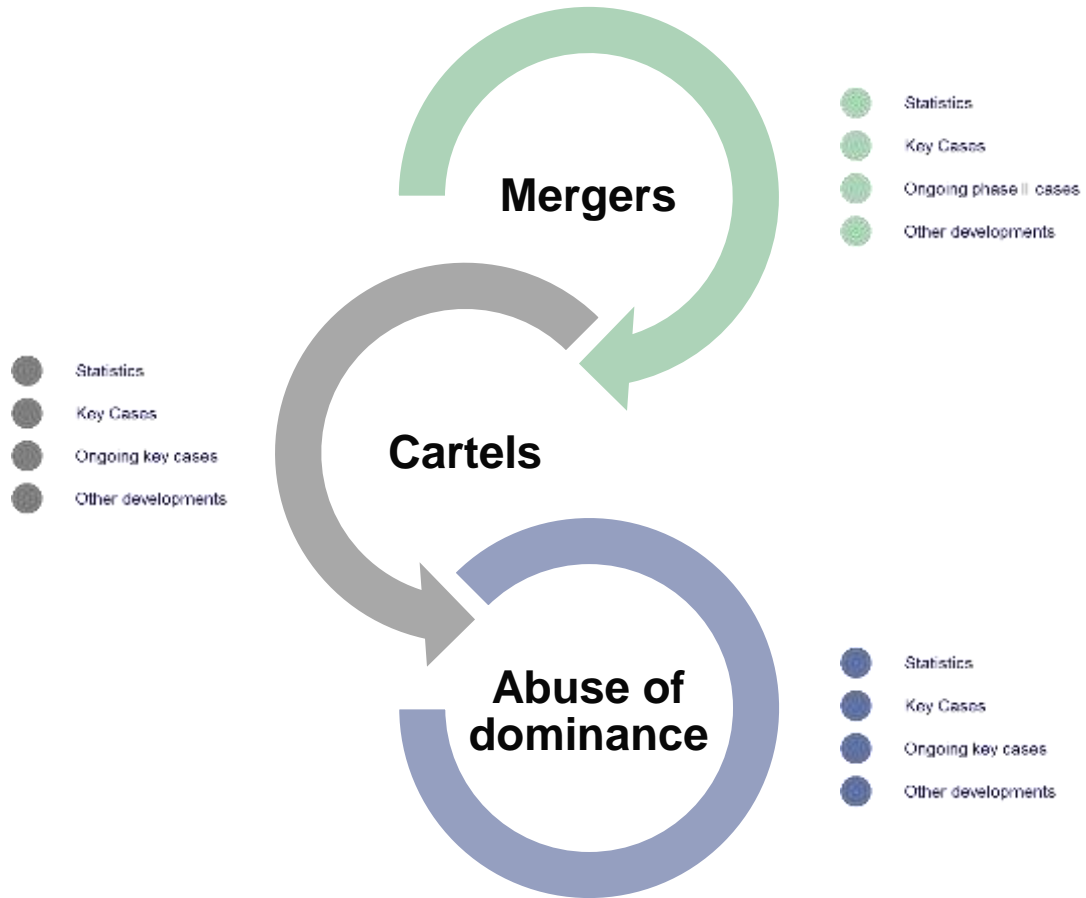 Mergers
Statistics
Key Cases
Ongoing phase II cases
Other developments
Cartels
Statistics
Key Cases
Ongoing key cases
Other developments
Abuse of
dominance
Statistics
Key Cases
Ongoing key cases
Other developments